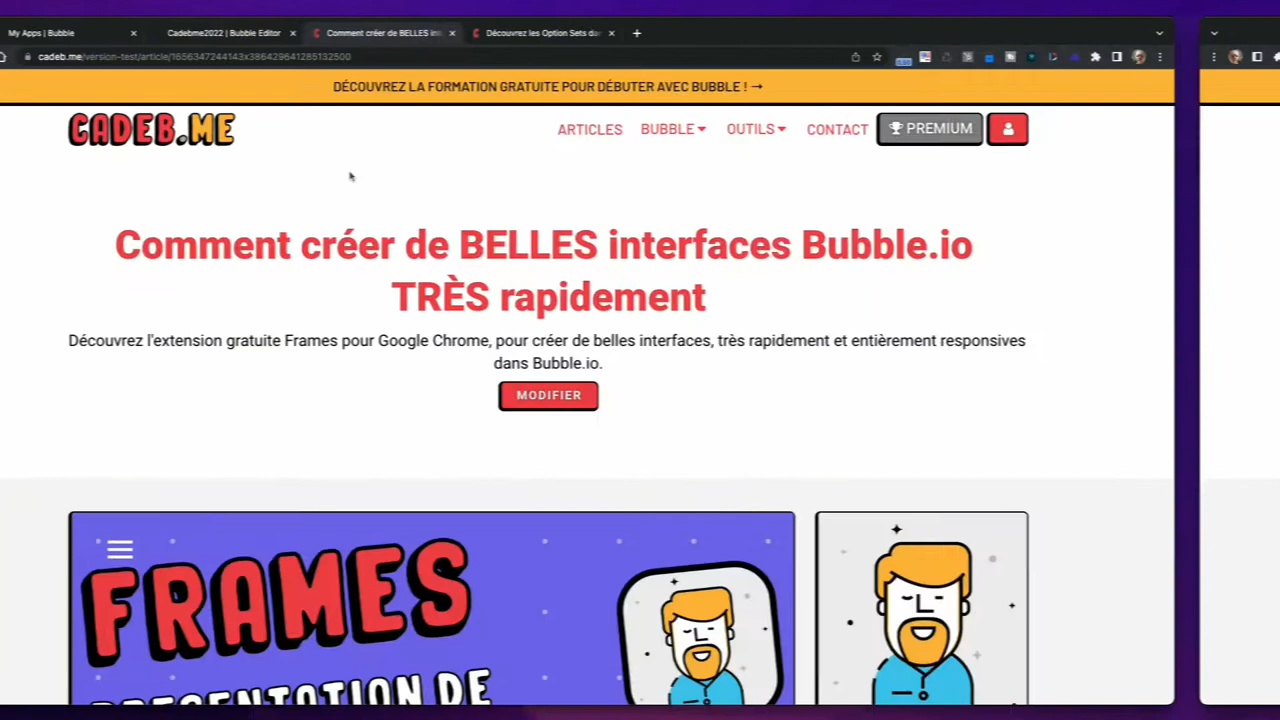 My Apps | Bubble
Cadebme2022 | Bubble Editor
Comment créer de BELLES in
Découvrez les Option Sets da
cadeb.me/version-test/article/1656347244143x386429641285132500
DÉCOUVREZ LA FORMATION GRATUITE POUR DÉBUTER AVEC BUBBLE ! →
CADEB.ME
ARTICLES
BUBBLE
OUTILS
CONTACT
PREMIUM
Comment créer de BELLES interfaces Bubble.io
TRÈS rapidement
Découvrez l'extension gratuite Frames pour Google Chrome, pour créer de belles interfaces, très rapidement et entièrement responsives
dans Bubble.io.
MODIFIER
FRAMES
PRESENTATION DE